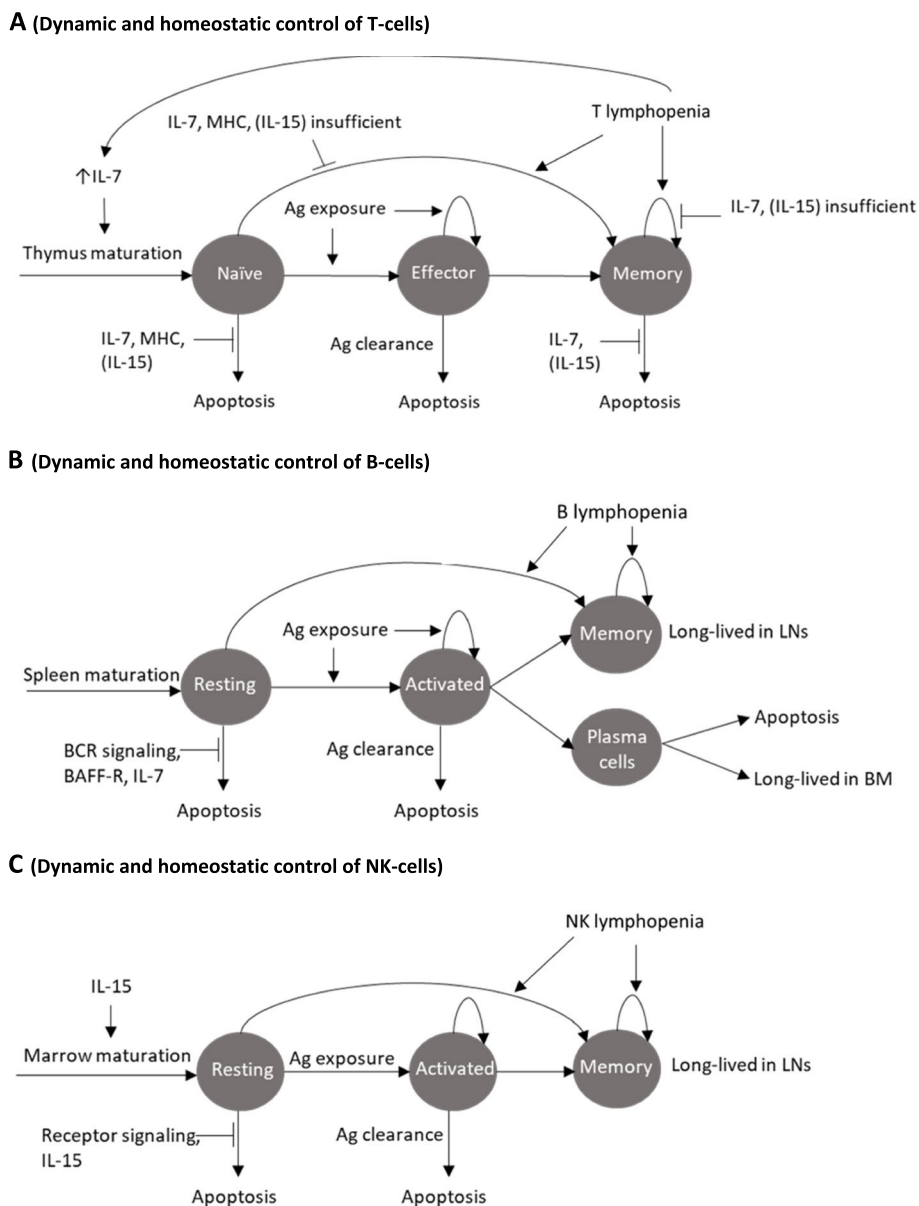 A (Dynamic and homeostatic control of T-cells)
T lymphopenia
IL-7, MHC, (IL-15) insufficient
↑IL-7
Ag exposure
IL-7, (IL-15) insufficient
Thymus maturation
Naïve
Effector
Memory
IL-7, MHC,
(IL-15)
Ag clearance
IL-7,
(IL-15)
Apoptosis
Apoptosis
Apoptosis
B (Dynamic and homeostatic control of B-cells)
B lymphopenia
Ag exposure
Memory
Long-lived in LNs
Spleen maturation
Resting
Activated
Plasma
cells
Apoptosis
BCR signaling,
BAFF-R, IL-7
Ag clearance
Long-lived in BM
Apoptosis
Apoptosis
C (Dynamic and homeostatic control of NK-cells)
NK lymphopenia
IL-15
Marrow maturation
Resting
Ag exposure
Activated
Memory
Long-lived in LNs
Receptor signaling,
IL-15
Ag clearance
Apoptosis
Apoptosis